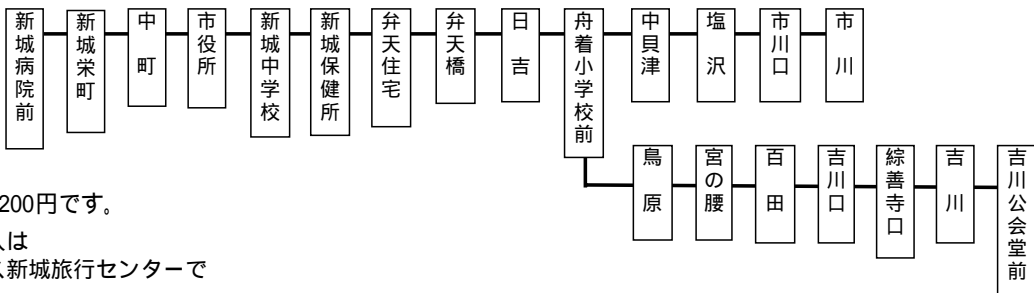 新城病院前
新城栄町
中町
市役所
新城中学校
新城保健所
弁天住宅
弁天橋
日吉
舟着小学校前
中貝津
塩沢
市川口
市川
鳥原
宮の腰
百田
吉川口
綜善寺口
吉川
吉川公会堂前
200円です。
は
新城旅行センターで